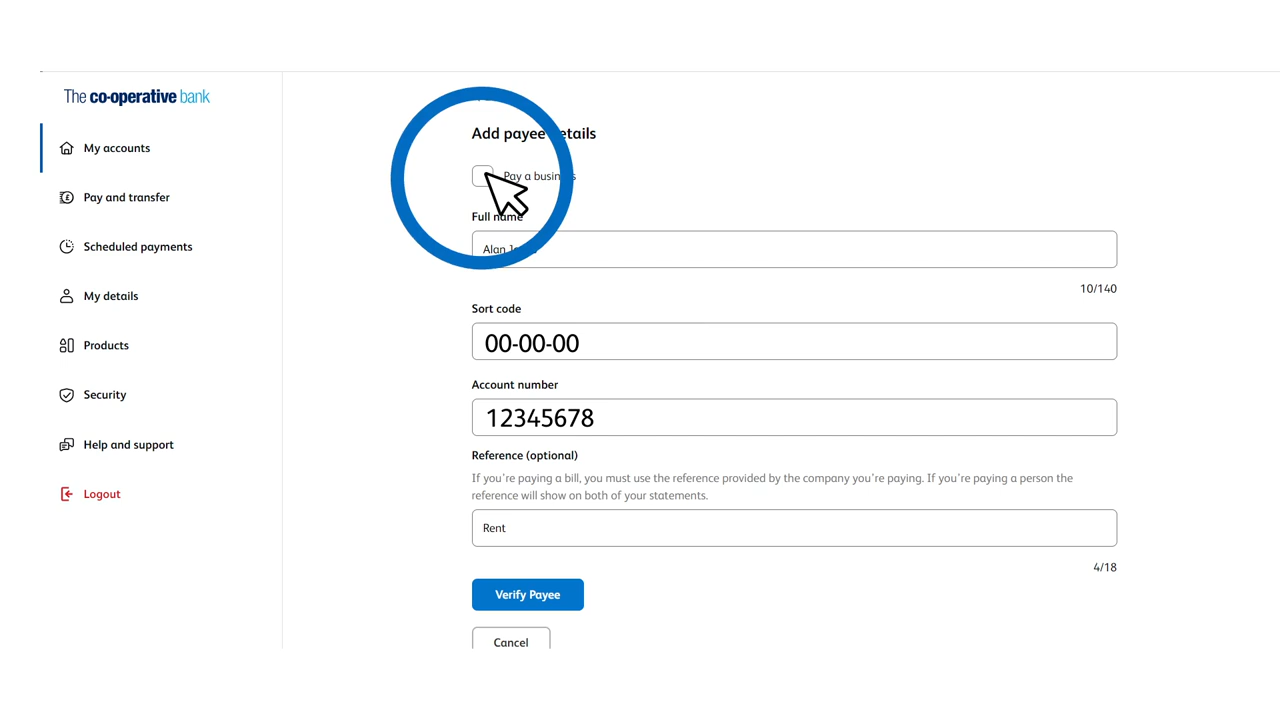 The co-operative bank
My accounts
Pay and transfer
Scheduled payments
My details
Products
Security
Help and support
Logout
Add payee details
Pay a business
Full name
Alan
10/140
Sort code
00-00-00
Account number
12345678
Reference (optional)
If you're paying a bill, you must use the reference provided by the company you're paying. If you're paying a person the
reference will show on both of your statements.
Rent
4/18
Verify Payee
Cancel